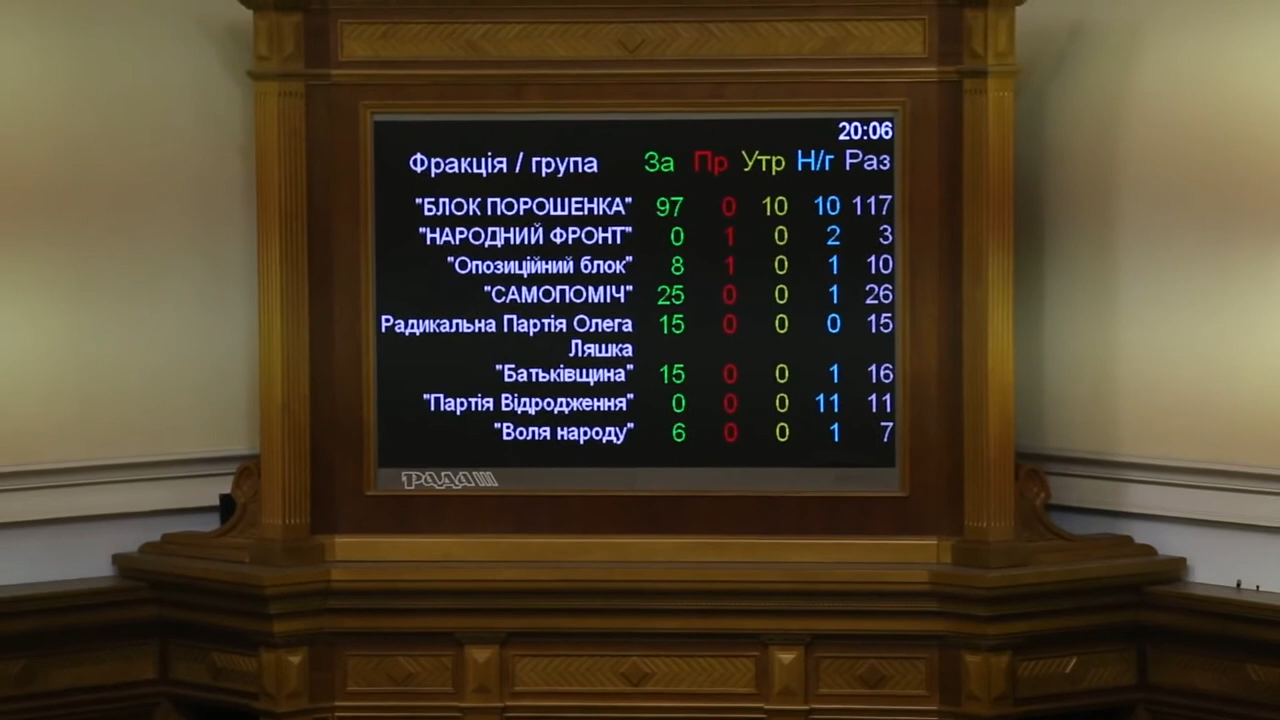 20:06
Фракція / група За Пр Утр Н/г Раз
"БЛОК ПОРОШЕНКА" 97 0 10 10 117
"НАРОДНИЙ ФРОНТ" 0 1 0 2 3
"Опозиційний блок" 8 1 0 1 10
"САМОПОМІЧ" 25 0 0 1 26
Радикальна Партія Олега 15 0 0 0 15
Ляшка
"Батьківщина" 15 0 0 1 16
"Партія Відродження" 0 0 0 11 11
"Воля народу" 6 0 0 1 7
РАДА